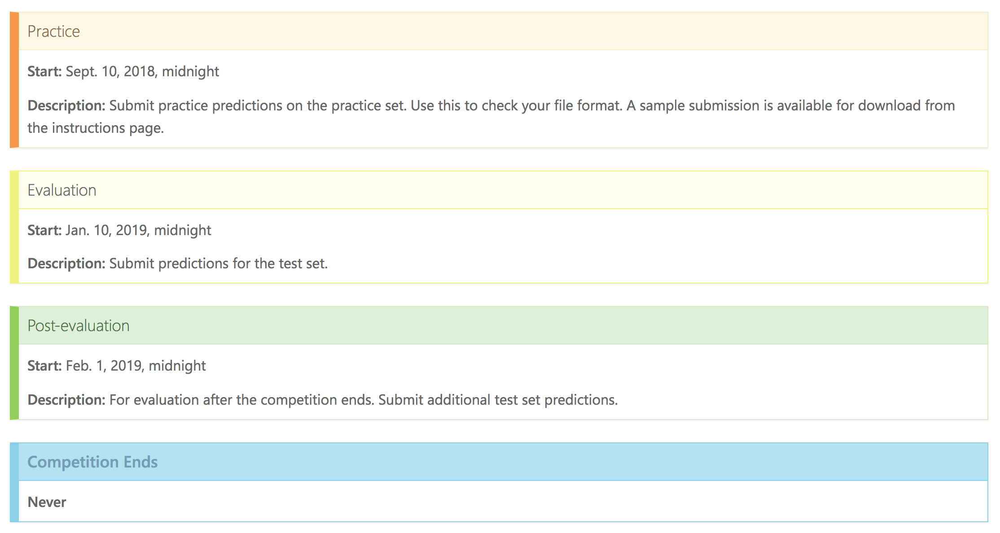 Practice
Start: Sept. 10, 2018, midnight
Description: Submit practice predictions on the practice set. Use this to check your file format. A sample submission is available for download from
the instructions page.
Evaluation
Start: Jan. 10, 2019, midnight
Description: Submit predictions for the test set.
Post-evaluation
Start: Feb. 1, 2019, midnight
Description: For evaluation after the competition ends. Submit additional test set predictions.
Competition Ends
Never